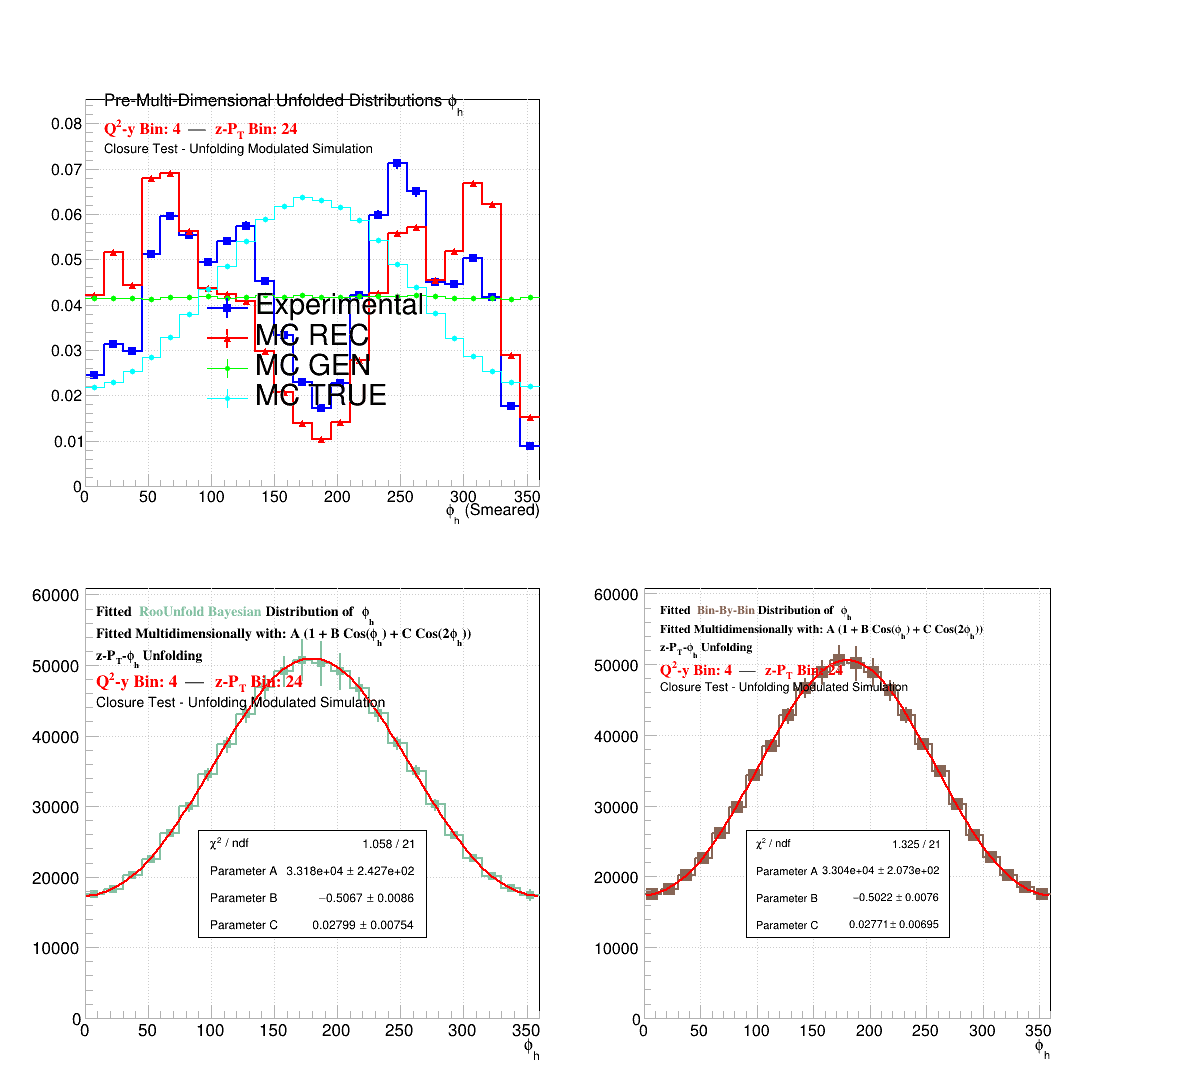 Pre-Multi-Dimensional Unfolded Distributions ϕh
Q²-y Bin: 4 — z-PT Bin: 24
Closure Test - Unfolding Modulated Simulation
0.08
0.07
0.06
0.05
0.04
0.03
0.02
0.01
0
Experimental
MC REC
MC GEN
MC TRUE
0 50 100 150 200 250 300 350
ϕh (Smeared)
Fitted RooUnfold Bayesian Distribution of ϕh
Fitted Multidimensionally with: A (1 + B Cos(ϕh) + C Cos(2ϕh))
z-PT-ϕh Unfolding
Q²-y Bin: 4 — z-PT Bin: 24
Closure Test - Unfolding Modulated Simulation
60000
50000
40000
30000
20000
10000
0
χ² / ndf 1.058 / 21
Parameter A 3.318e+04 ± 2.427e+02
Parameter B −0.5067 ± 0.0086
Parameter C 0.02799 ± 0.00754
0 50 100 150 200 250 300 350
ϕh
Fitted Bin-By-Bin Distribution of ϕh
Fitted Multidimensionally with: A (1 + B Cos(ϕh) + C Cos(2ϕh))
z-PT-ϕh Unfolding
Q²-y Bin: 4 — z-PT Bin: 24
Closure Test - Unfolding Modulated Simulation
60000
50000
40000
30000
20000
10000
0
χ² / ndf 1.325 / 21
Parameter A 3.304e+04 ± 2.073e+02
Parameter B −0.5022 ± 0.0076
Parameter C 0.02771 ± 0.00695
0 50 100 150 200 250 300 350
ϕh